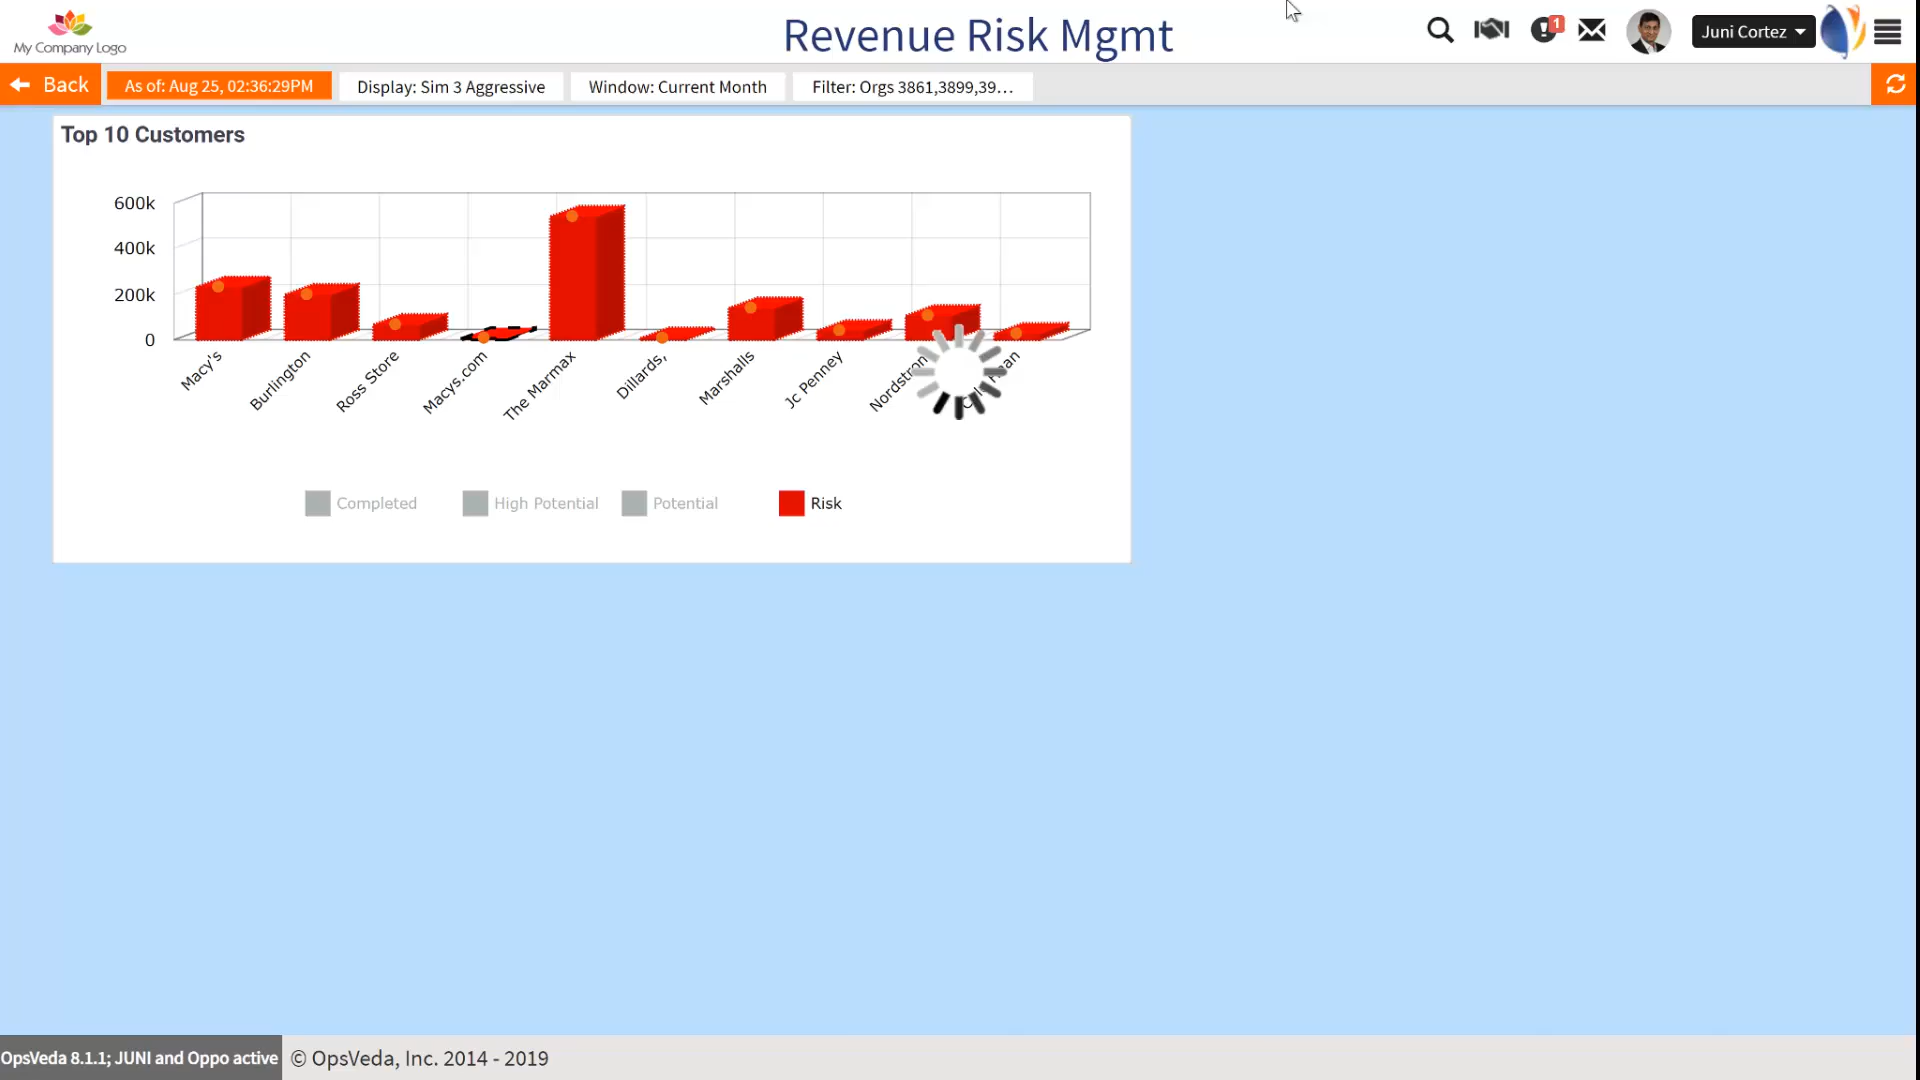 My Company Logo
Revenue Risk Mgmt
1
Juni Cortez
Back
As of: Aug 25, 02:36:29PM
Display: Sim 3 Aggressive
Window: Current Month
Filter: Orgs 3861,3899,39...
Top 10 Customers
600k
400k
200k
0
Macy's
Burlington
Ross Store
Macys.com
The Marmax
Dillards,
Marshalls
Jc Penney
Completed
High Potential
Potential
Risk
OpsVeda 8.1.1; JUNI and Oppo active
© OpsVeda, Inc. 2014 - 2019